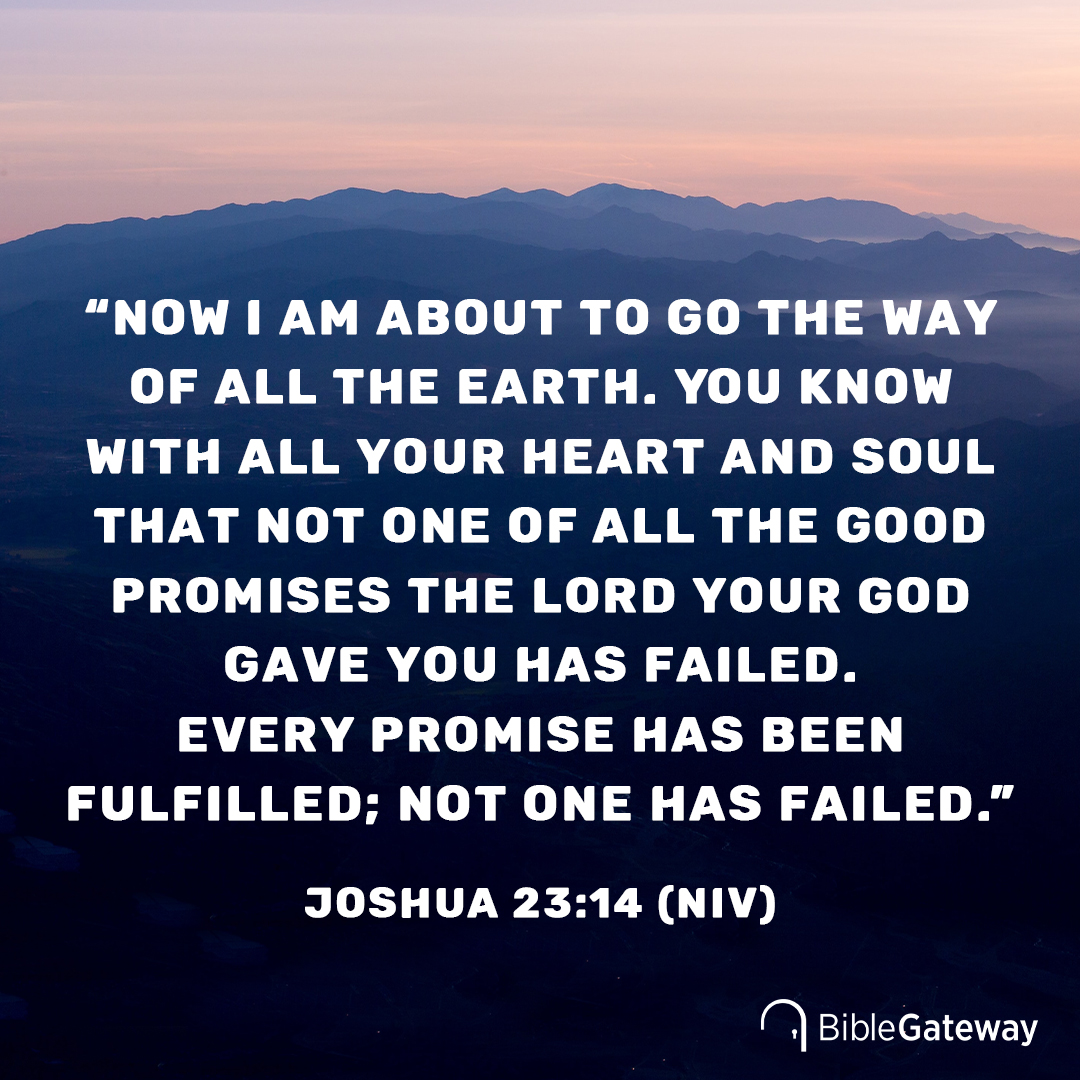 “NOW I AM ABOUT TO GO THE WAY
OF ALL THE EARTH. YOU KNOW
WITH ALL YOUR HEART AND SOUL
THAT NOT ONE OF ALL THE GOOD
PROMISES THE LORD YOUR GOD
GAVE YOU HAS FAILED.
EVERY PROMISE HAS BEEN
FULFILLED; NOT ONE HAS FAILED.”
JOSHUA 23:14 (NIV)
BibleGateway